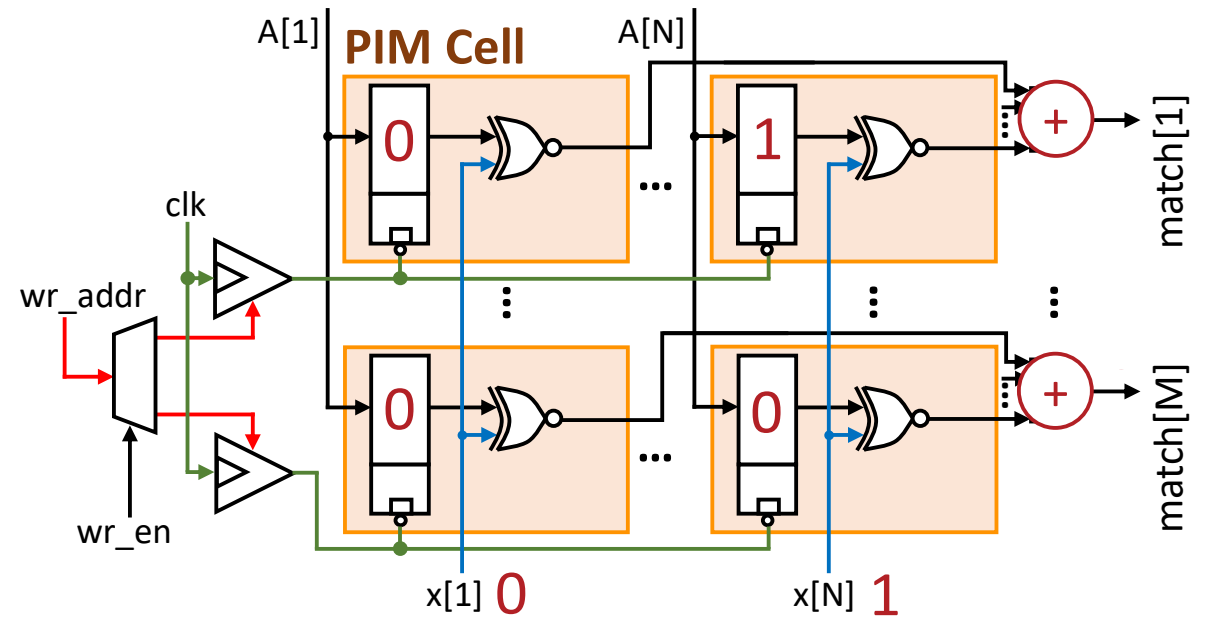 A[1]
PIM Cell
A[N]
0
1
+
match[1]
...
clk
wr_addr
0
0
+
match[M]
...
wr_en
x[1] 0
x[N] 1